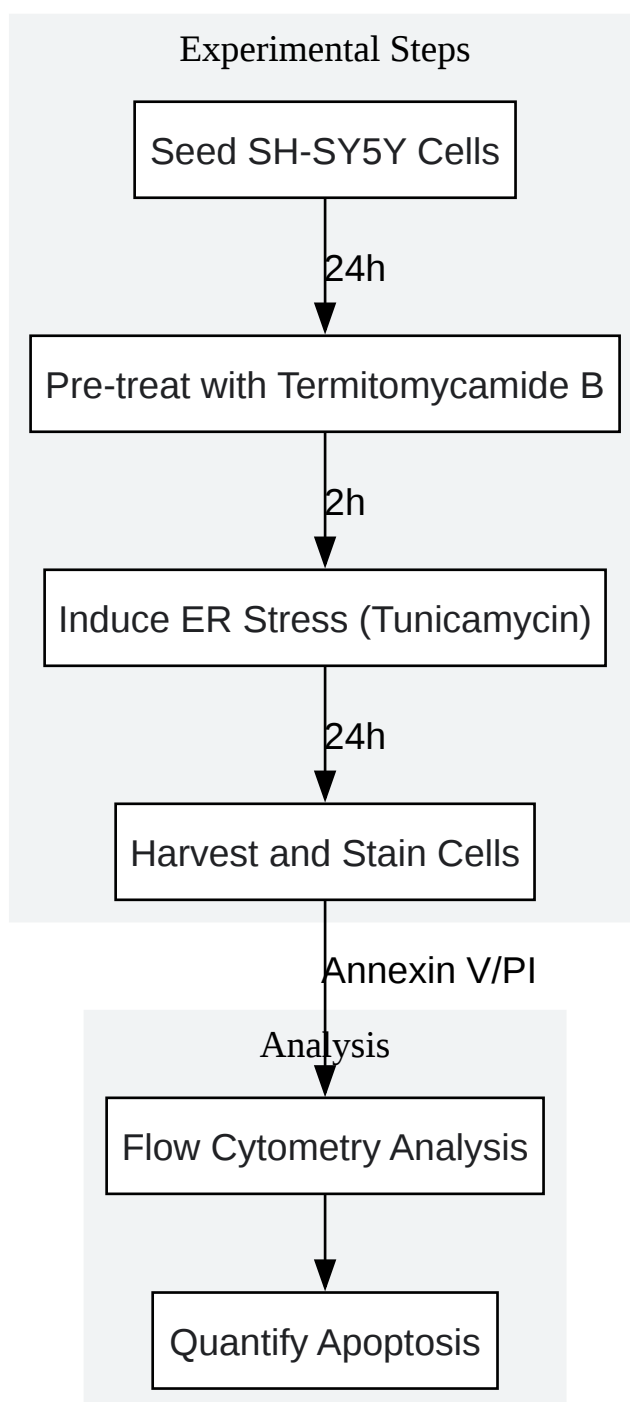 Experimental Steps
Seed SH-SY5Y Cells
24h
Pre-treat with Termitomycamide B
2h
Induce ER Stress (Tunicamycin)
24h
Harvest and Stain Cells
Annexin V/PI
Analysis
Flow Cytometry Analysis
Quantify Apoptosis